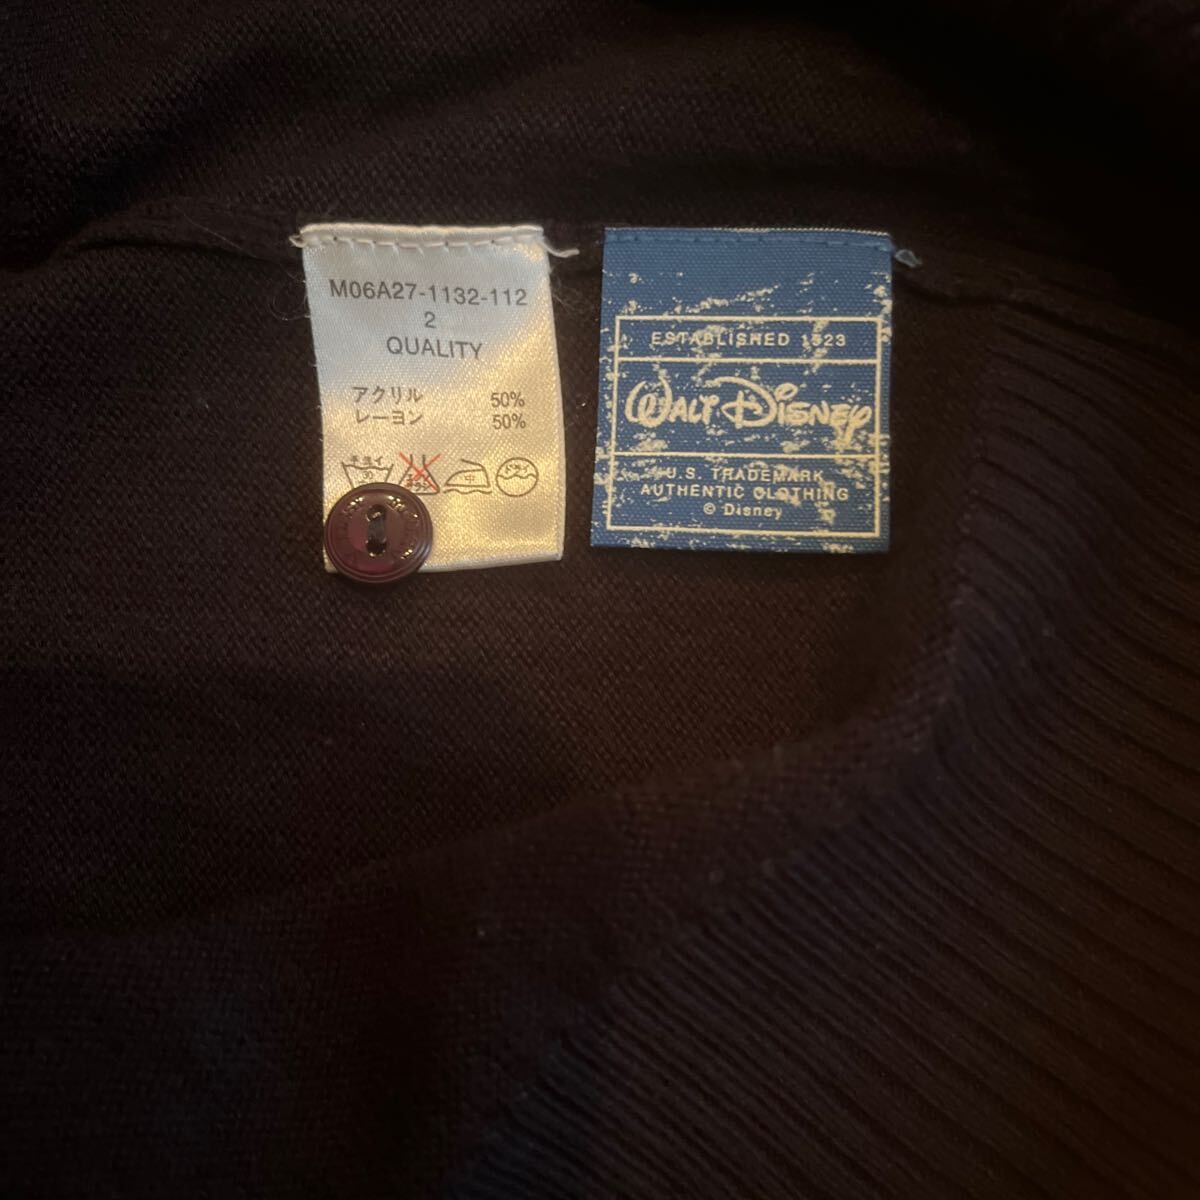 M06A27-1132-112
2
QUALITY
アクリル 50%
レーヨン 50%
中
ESTABLISHED 1923
WALT DISNEY
U.S. TRADEMARK
AUTHENTIC CLOTHING
© Disney